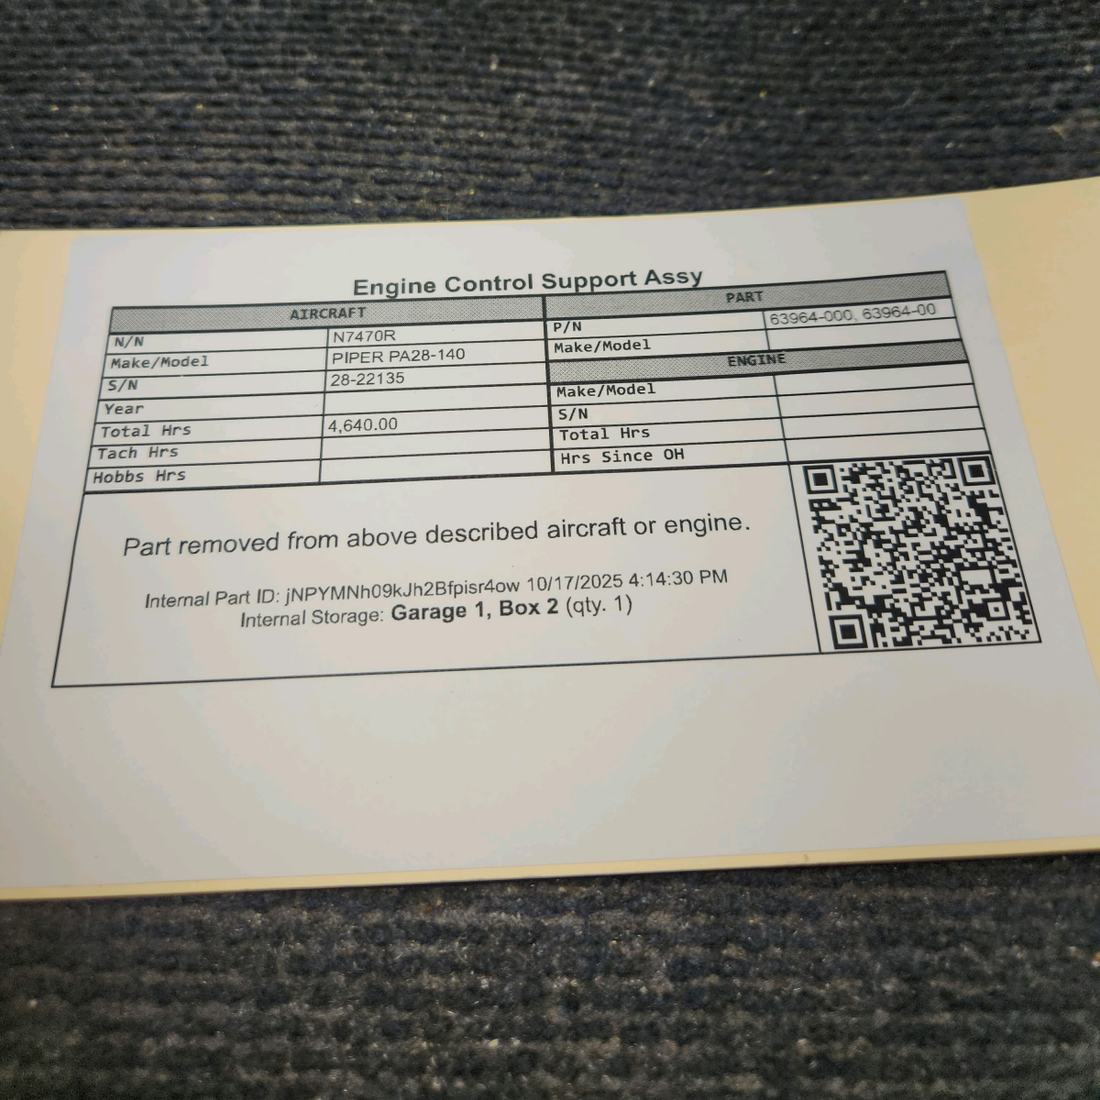 Engine Control Support Assy
AIRCRAFT
N/N N7470R
Make/Model PIPER PA28-140
S/N 28-22135
Year
Total Hrs 4,640.00
Tach Hrs
Hobbs Hrs
PART
P/N 63964-000, 63964-00
Make/Model
ENGINE
Make/Model
S/N
Total Hrs
Hrs Since OH
Part removed from above described aircraft or engine.
Internal Part ID: jNPYMNh09kJh2Bfpisr4ow 10/17/2025 4:14:30 PM
Internal Storage: Garage 1, Box 2 (qty. 1)